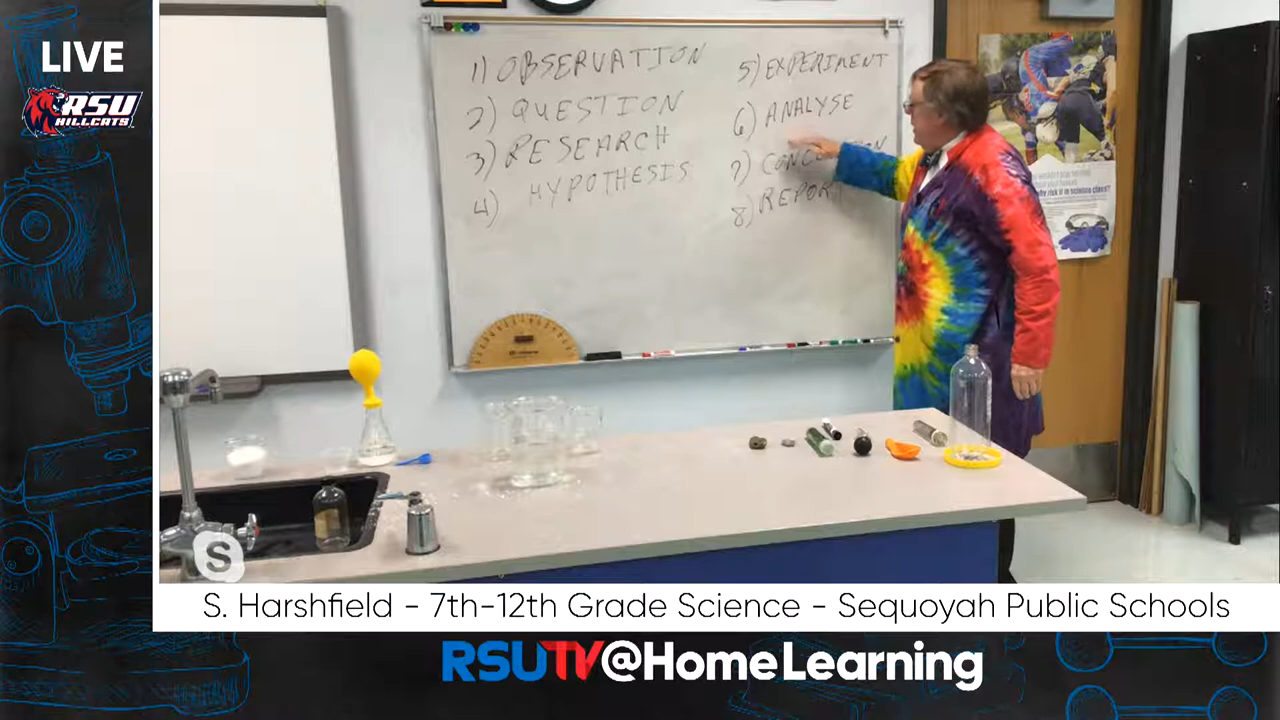 LIVE
RSU
HILLCATS
1) OBSERVATION
2) QUESTION
3) RESEARCH
4) HYPOTHESIS
5) EXPERIMENT
6) ANALYSE
7)
8) REPORT
S
S. Harshfield - 7th-12th Grade Science - Sequoyah Public Schools
RSUTV@HomeLearning